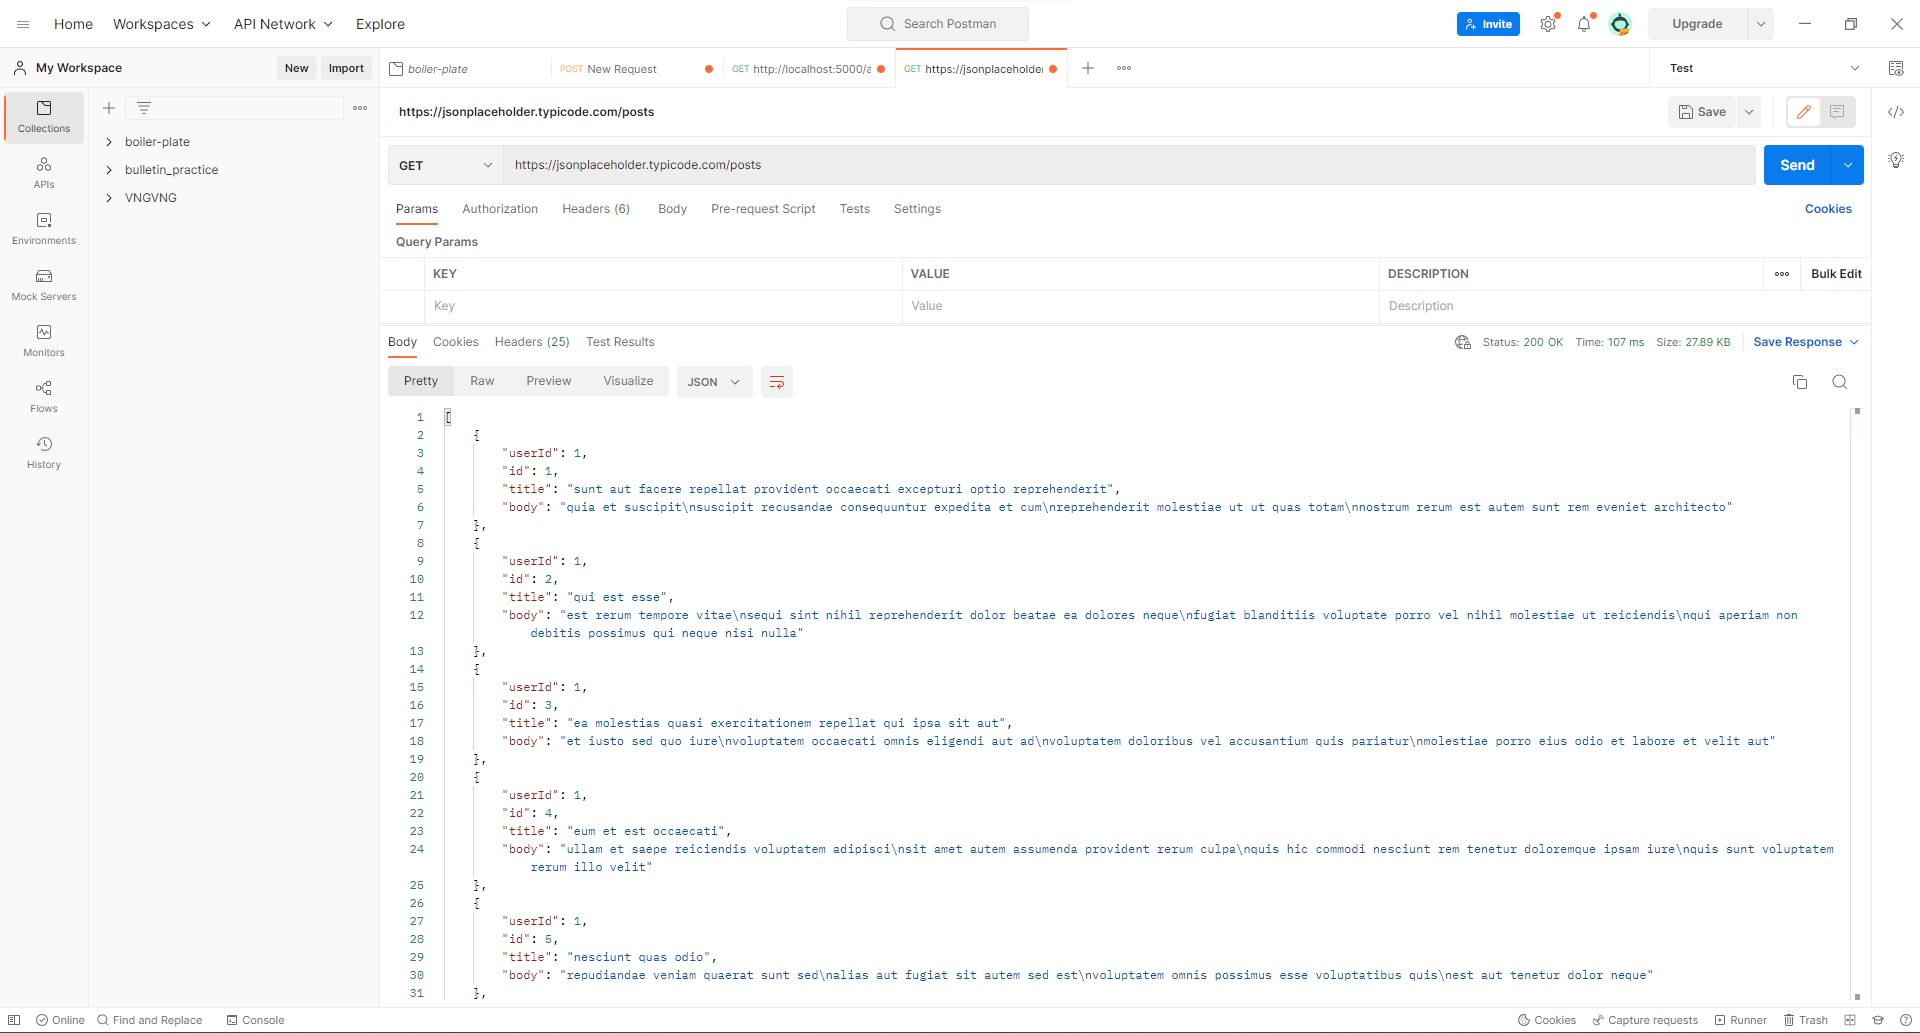 Home Workspaces API Network Explore Search Postman Invite Upgrade
My Workspace New Import
boiler-plate POST New Request GET http://localhost:5000/a GET https://jsonplaceholder Test
Collections
APIs
Environments
Mock Servers
Monitors
Flows
History
boiler-plate
bulletin_practice
VNGVNG
https://jsonplaceholder.typicode.com/posts Save
GET https://jsonplaceholder.typicode.com/posts Send
Params Authorization Headers (6) Body Pre-request Script Tests Settings Cookies
Query Params
KEY VALUE DESCRIPTION Bulk Edit
Key Value Description
Body Cookies Headers (25) Test Results Status: 200 OK Time: 107 ms Size: 27.89 KB Save Response
Pretty Raw Preview Visualize JSON
1 [
2 {
3 "userId": 1,
4 "id": 1,
5 "title": "sunt aut facere repellat provident occaecati excepturi optio reprehenderit",
6 "body": "quia et suscipit\nsuscipit recusandae consequuntur expedita et cum\nreprehenderit molestiae ut ut quas totam\nnostrum rerum est autem sunt rem eveniet architecto"
7 },
8 {
9 "userId": 1,
10 "id": 2,
11 "title": "qui est esse",
12 "body": "est rerum tempore vitae\nsequi sint nihil reprehenderit dolor beatae ea dolores neque\nfugiat blanditiis voluptate porro vel nihil molestiae ut reiciendis\nqui aperiam non
debitis possimus qui neque nisi nulla"
13 },
14 {
15 "userId": 1,
16 "id": 3,
17 "title": "ea molestias quasi exercitationem repellat qui ipsa sit aut",
18 "body": "et iusto sed quo iure\nvoluptatem occaecati omnis eligendi aut ad\nvoluptatem doloribus vel accusantium quis pariatur\nmolestiae porro eius odio et labore et velit aut"
19 },
20 {
21 "userId": 1,
22 "id": 4,
23 "title": "eum et est occaecati",
24 "body": "ullam et saepe reiciendis voluptatem adipisci\nsit amet autem assumenda provident rerum culpa\nquis hic commodi nesciunt rem tenetur doloremque ipsam iure\nquis sunt voluptatem
rerum illo velit"
25 },
26 {
27 "userId": 1,
28 "id": 5,
29 "title": "nesciunt quas odio",
30 "body": "repudiandae veniam quaerat sunt sed\nalias aut fugiat sit autem sed est\nvoluptatem omnis possimus esse voluptatibus quis\nest aut tenetur dolor neque"
31 },
Online Find and Replace Console Cookies Capture requests Runner Trash